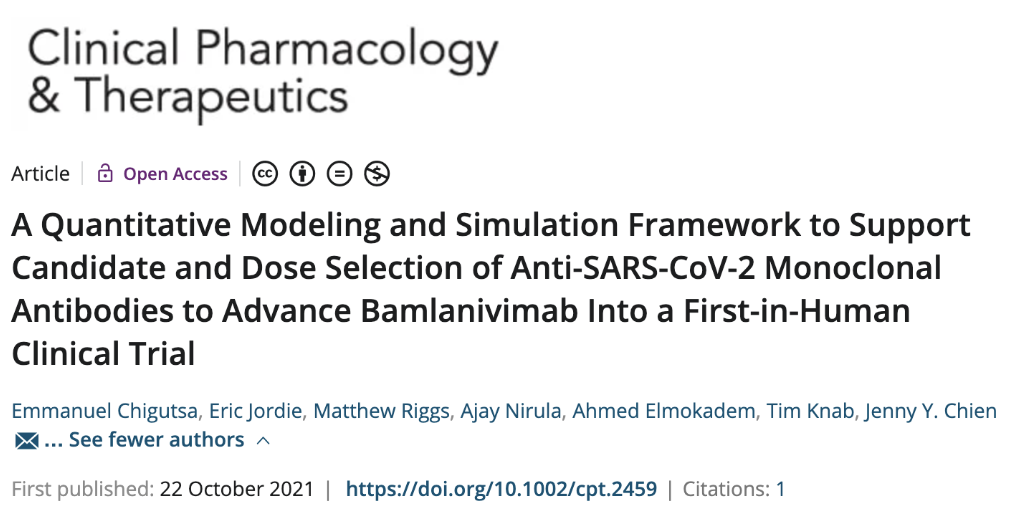 Clinical Pharmacology
& Therapeutics
Article | Open Access | cc
A Quantitative Modeling and Simulation Framework to Support
Candidate and Dose Selection of Anti-SARS-CoV-2 Monoclonal
Antibodies to Advance Bamlanivimab Into a First-in-Human
Clinical Trial
Emmanuel Chigutsa, Eric Jordie, Matthew Riggs, Ajay Nirula, Ahmed Elmokadem, Tim Knab, Jenny Y. Chien
... See fewer authors
First published: 22 October 2021 | https://doi.org/10.1002/cpt.2459 | Citations: 1